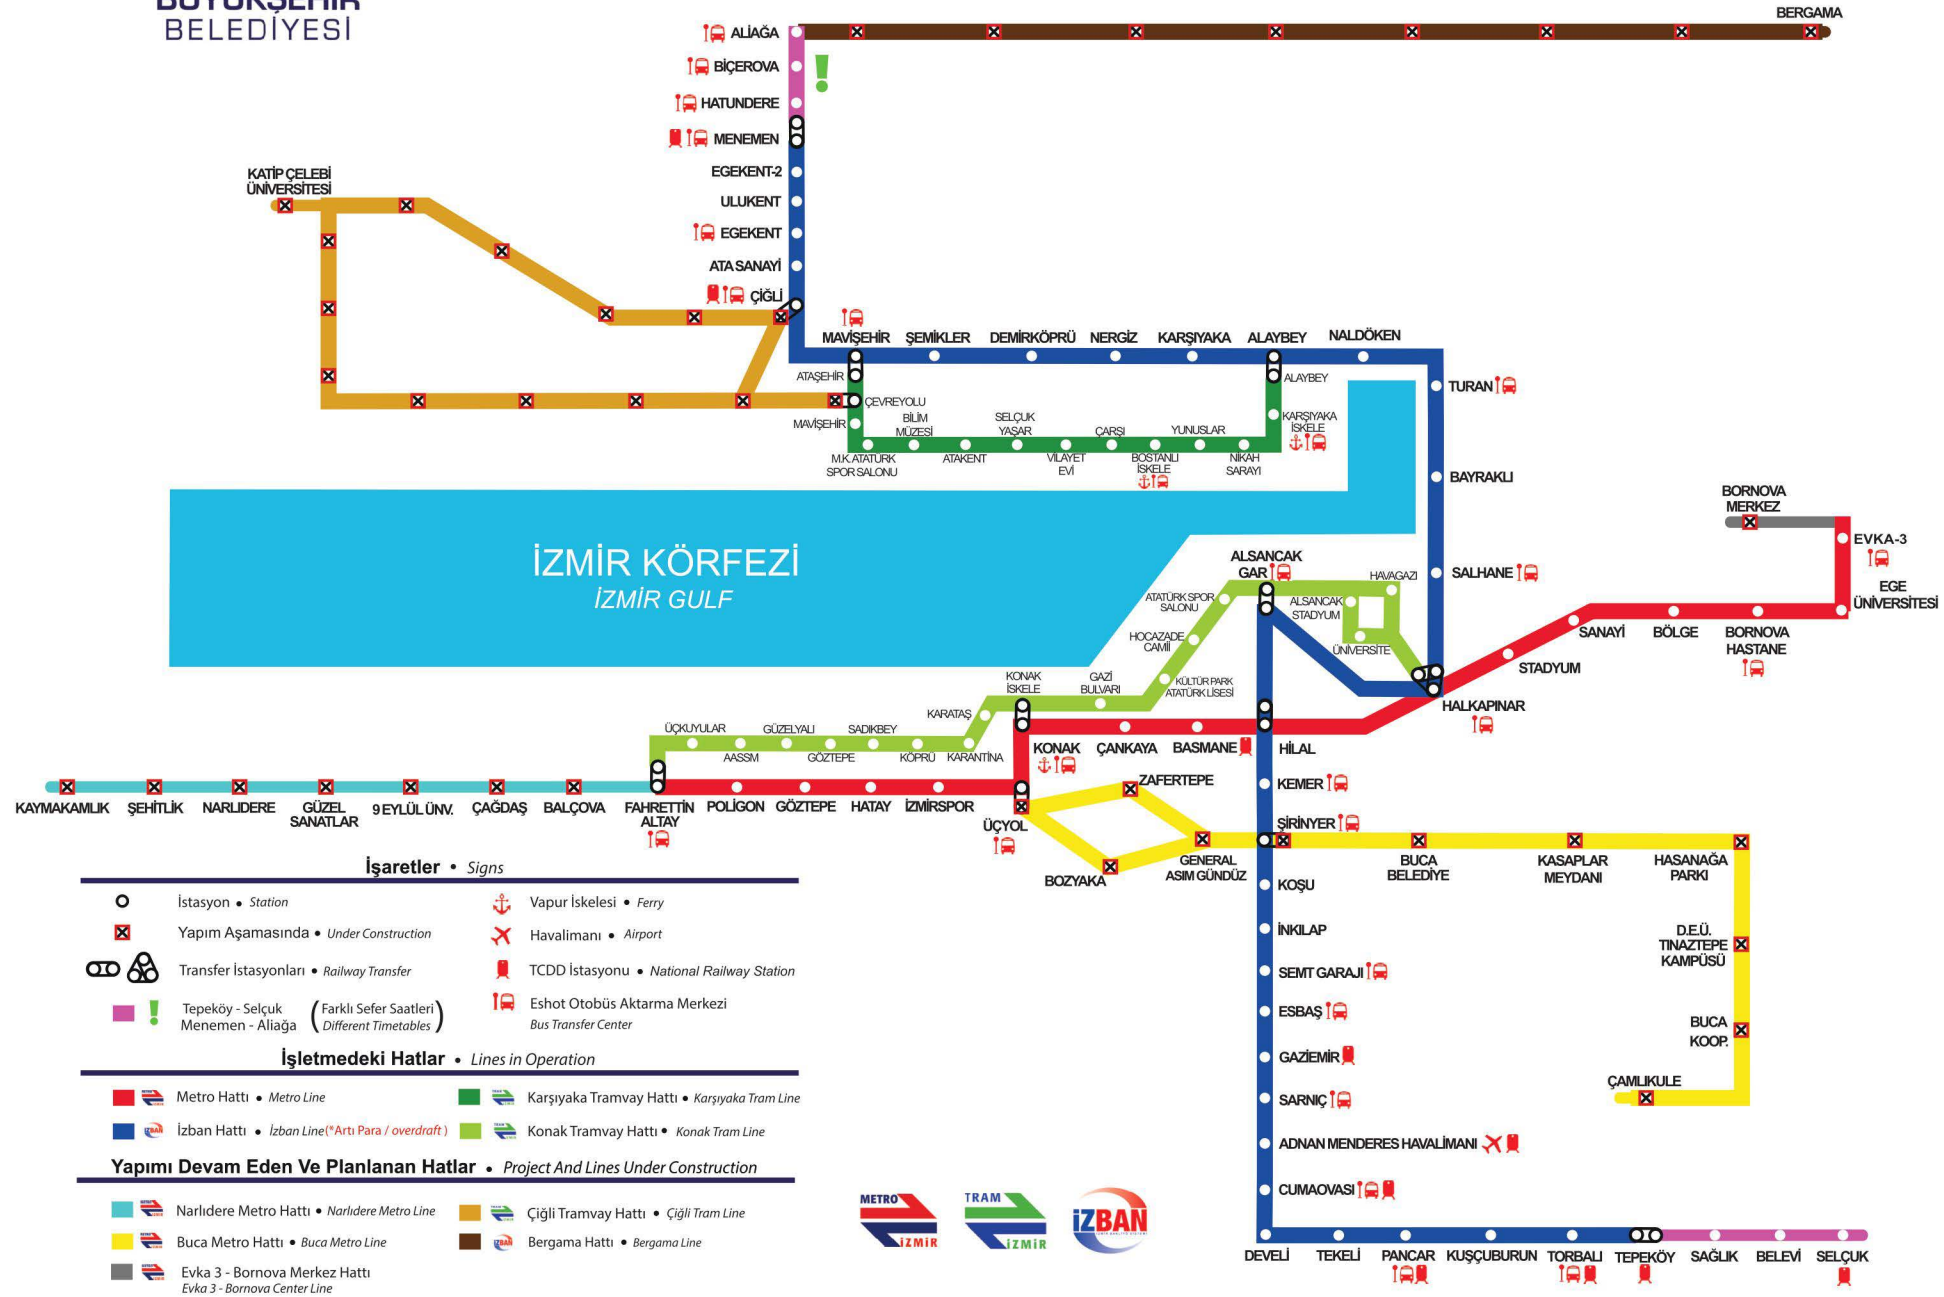 BÜYÜKŞEHİR
BELEDİYESİ
ALİAĞA
BİÇEROVA
HATUNDERE
MENEMEN
EGEKENT-2
ULUKENT
EGEKENT
ATA SANAYİ
ÇİĞLİ
BERGAMA
KATİP ÇELEBİ
ÜNİVERSİTESİ
MAVİŞEHİR
ŞEMİKLER
DEMİRKÖPRÜ
NERGİZ
KARŞIYAKA
ALAYBEY
NALDÖKEN
ATAŞEHİR
ÇEVREYOLU
MAVİŞEHİR
M.K.ATATÜRK
SPOR SALONU
BİLİM
MÜZESİ
ATAKENT
SELÇUK
YAŞAR
VİLAYET
EVİ
ÇARŞI
BOSTANLI
İSKELE
YUNUSLAR
NİKAH
SARAYI
KARŞIYAKA
İSKELE
ALAYBEY
TURAN
BAYRAKLI
SALHANE
İZMİR KÖRFEZİ
İZMİR GULF
BORNOVA
MERKEZ
EVKA-3
EGE
ÜNİVERSİTESİ
BORNOVA
HASTANE
BÖLGE
SANAYİ
STADYUM
HALKAPINAR
ALSANCAK
GAR
HAVAGAZI
ALSANCAK
STADYUM
ÜNİVERSİTE
ATATÜRK SPOR
SALONU
HOCAZADE
CAMİİ
KÜLTÜR PARK
ATATÜRK LİSESİ
GAZİ
BULVARI
KONAK
İSKELE
KARATAŞ
KARANTİNA
KÖPRÜ
SADIKBEY
GÖZTEPE
GÜZELYALI
AASSM
ÜÇKUYULAR
KONAK
ÇANKAYA
BASMANE
HİLAL
KEMER
ŞİRİNYER
KAYMAKAMLIK
ŞEHİTLİK
NARLIDERE
GÜZEL
SANATLAR
9 EYLÜL ÜNV.
ÇAĞDAŞ
BALÇOVA
FAHRETTİN
ALTAY
POLİGON
GÖZTEPE
HATAY
İZMİRSPOR
ÜÇYOL
ZAFERTEPE
BOZYAKA
GENERAL
ASIM GÜNDÜZ
BUCA
BELEDİYE
KASAPLAR
MEYDANI
HASANAĞA
PARKI
D.E.Ü.
TINAZTEPE
KAMPÜSÜ
BUCA
KOOP.
ÇAMLIKULE
KOŞU
İNKILAP
SEMT GARAJI
ESBAŞ
GAZİEMİR
SARNIÇ
ADNAN MENDERES HAVALİMANI
CUMAOVASI
DEVELİ
TEKELİ
PANCAR
KUŞÇUBURUN
TORBALI
TEPEKÖY
SAĞLIK
BELEVİ
SELÇUK
İşaretler • Signs
İstasyon • Station
Yapım Aşamasında • Under Construction
Transfer İstasyonları • Railway Transfer
Tepeköy - Selçuk
Menemen - Aliağa
(Farklı Sefer Saatleri
Different Timetables)
Vapur İskelesi • Ferry
Havalimanı • Airport
TCDD İstasyonu • National Railway Station
Eshot Otobüs Aktarma Merkezi
Bus Transfer Center
İşletmedeki Hatlar • Lines in Operation
Metro Hattı • Metro Line
İzban Hattı • İzban Line(*Artı Para / overdraft )
Karşıyaka Tramvay Hattı • Karşıyaka Tram Line
Konak Tramvay Hattı • Konak Tram Line
Yapımı Devam Eden Ve Planlanan Hatlar • Project And Lines Under Construction
Narlıdere Metro Hattı • Narlıdere Metro Line
Buca Metro Hattı • Buca Metro Line
Evka 3 - Bornova Merkez Hattı
Evka 3 - Bornova Center Line
Çiğli Tramvay Hattı • Çiğli Tram Line
Bergama Hattı • Bergama Line
METRO
İZMİR
TRAM
İZMİR
İZBAN